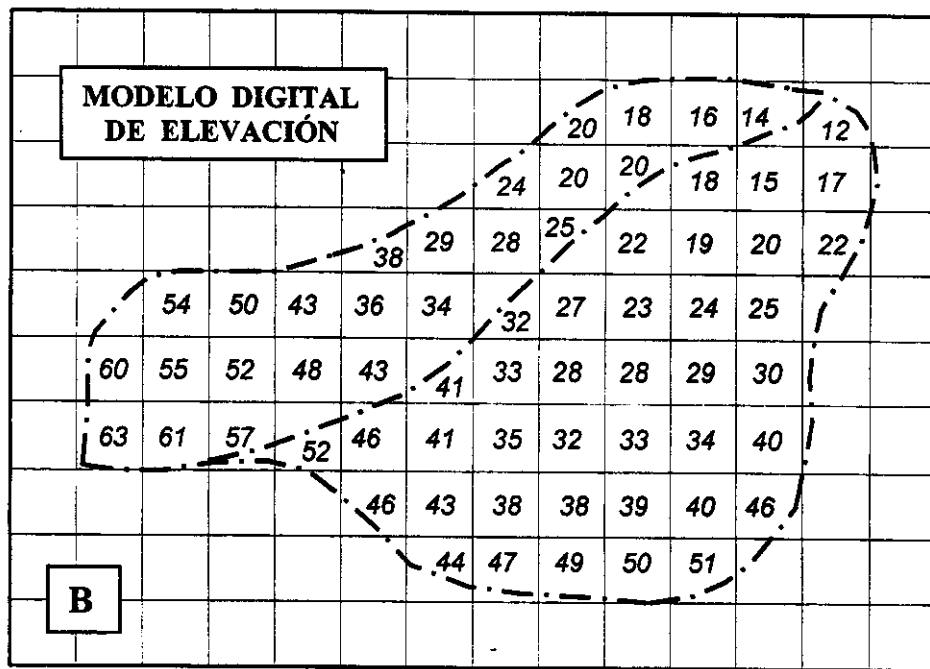 MODELO DIGITAL
DE ELEVACIÓN
20 18 16 14 12
24 20 20 18 15 17
38 29 28 25 22 19 20 22
54 50 43 36 34 32 27 23 24 25
60 55 52 48 43 41 33 28 28 29 30
63 61 57 52 46 41 35 32 33 34 40
46 43 38 38 39 40 46
44 47 49 50 51
B